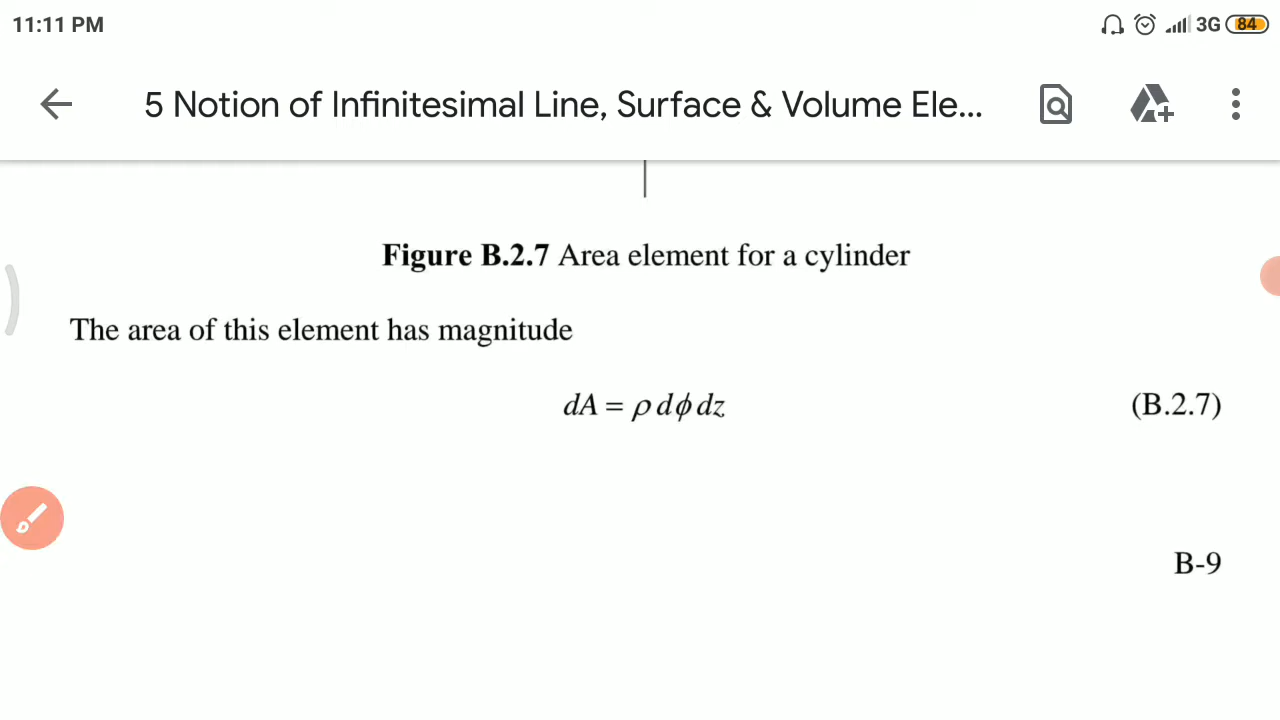 11:11 PM 3G 84
5 Notion of Infinitesimal Line, Surface & Volume Ele...
Figure B.2.7 Area element for a cylinder
The area of this element has magnitude
dA = ρ dϕ dz (B.2.7)
B-9